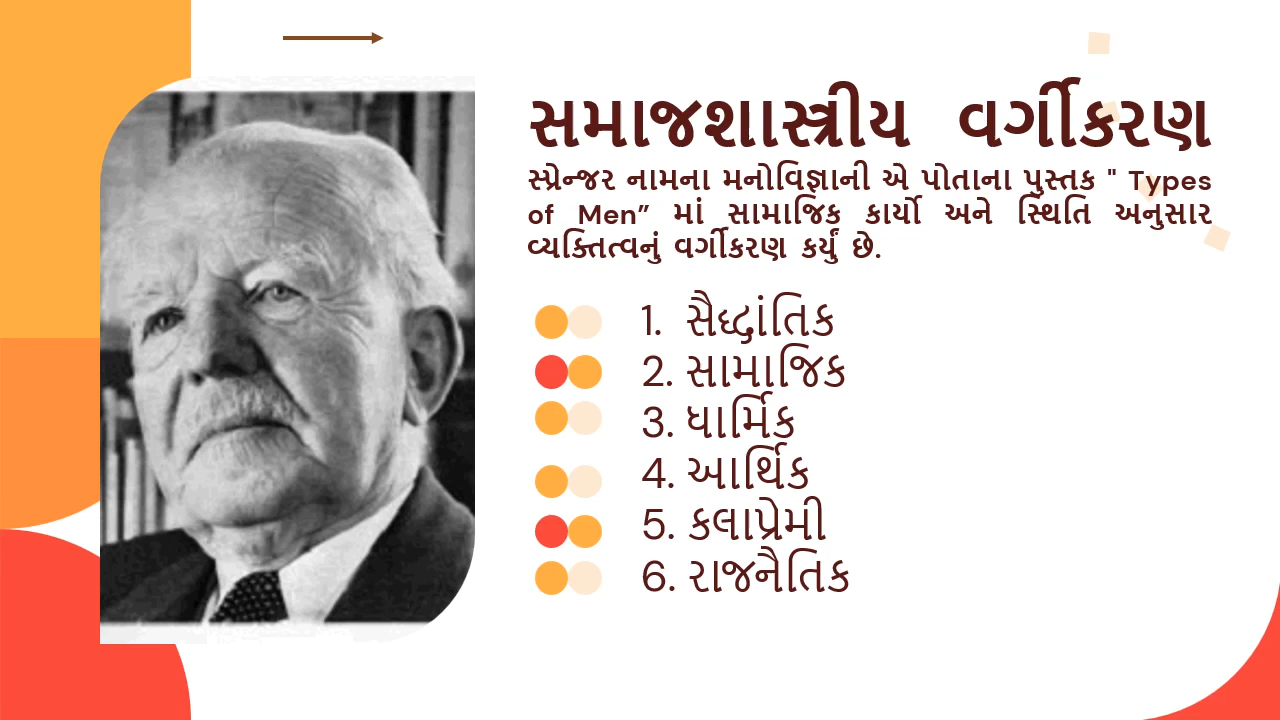 સમાજશાસ્ત્રીય વર્ગીકરણ
સ્પ્રેન્જર નામના મનોવિજ્ઞાની એ પોતાના પુસ્તક " Types
of Men” માં સામાજિક કાર્યો અને સ્થિતિ અનુસાર
વ્યક્તિત્વનું વર્ગીકરણ કર્યું છે.
1. સૈદ્ધાંતિક
2. સામાજિક
3. ધાર્મિક
4. આર્થિક
5. કલાપ્રેમી
6. રાજનૈતિક